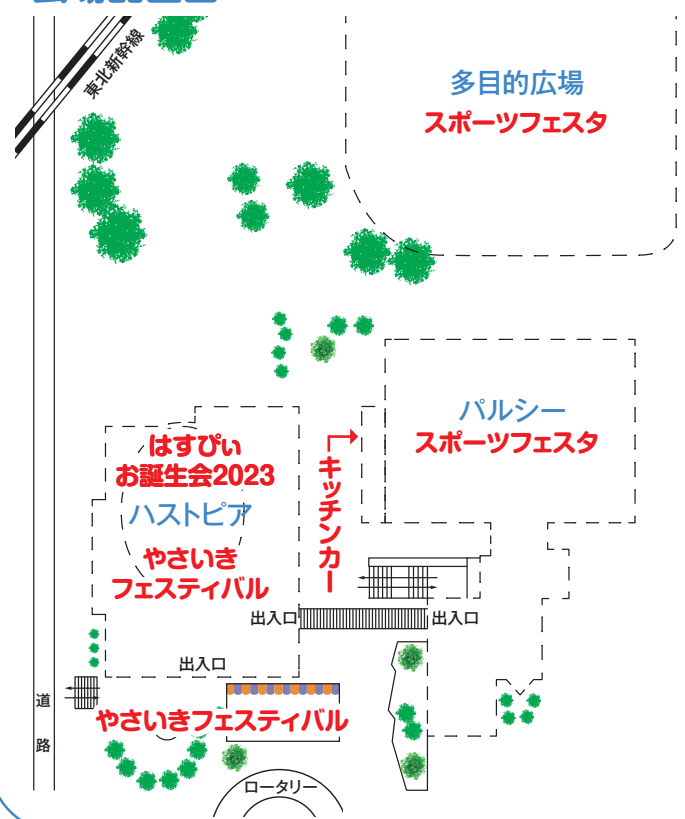 東北新幹線
多目的広場
スポーツフェスタ
パルシー
スポーツフェスタ
はすぴぃ
お誕生会2023
ハストピア
やさいき
フェスティバル
キッチンカー
出入口
出入口
出入口
道路
やさいきフェスティバル
ロータリー